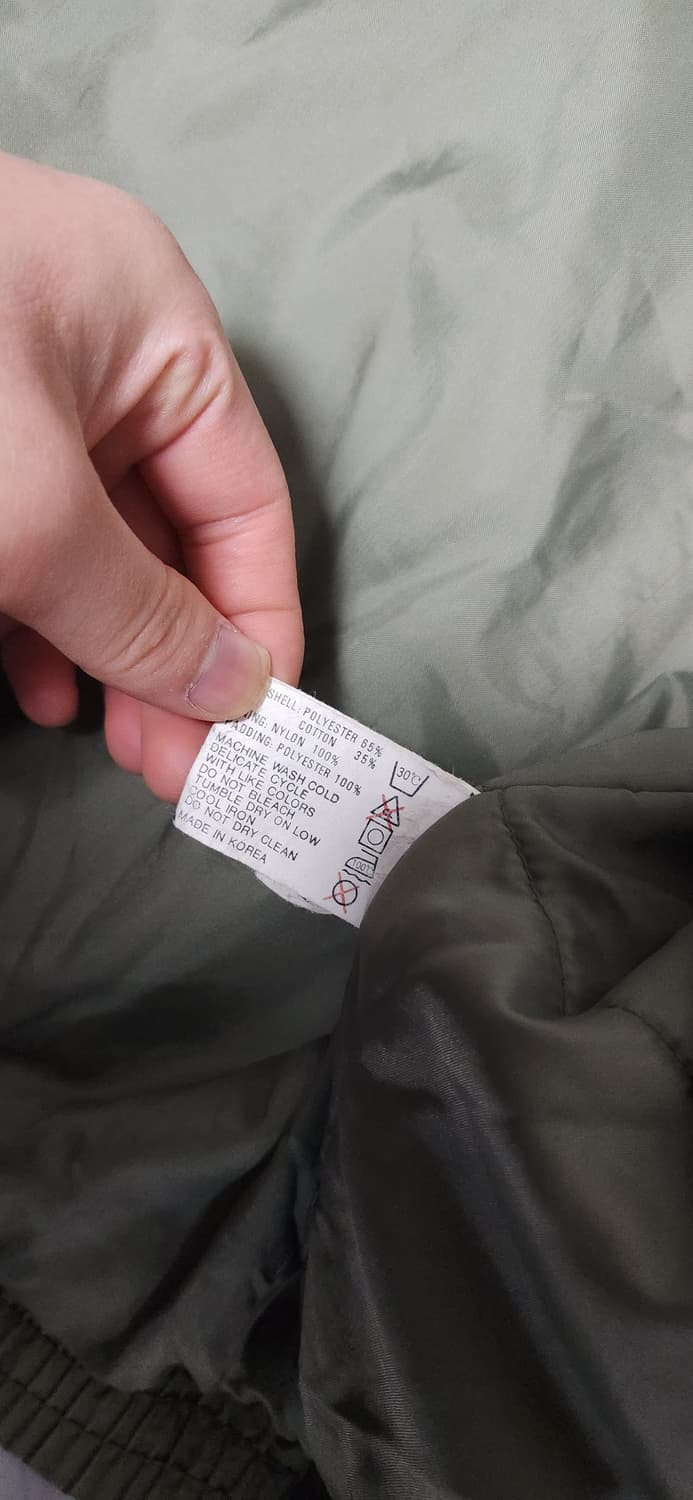 SHELL: POLYESTER 65%
COTTON 35%
NING: NYLON 100%
PADDING: POLYESTER 100%
MACHINE WASH COLD
DELICATE CYCLE
WITH LIKE COLORS
DO NOT BLEACH
TUMBLE DRY ON LOW
COOL IRON
DO NOT DRY CLEAN
MADE IN KOREA
30℃
100℃